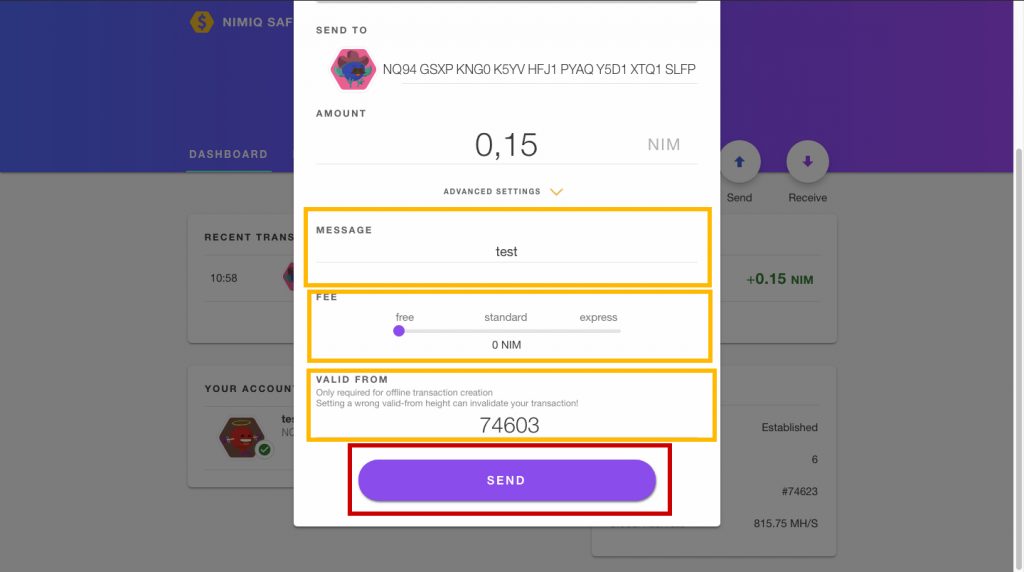 NIMIQ SAF
SEND TO
NQ94 GSXP KNG0 K5YV HFJ1 PYAQ Y5D1 XTQ1 SLFP
AMOUNT
0,15 NIM
DASHBOARD
ADVANCED SETTINGS
Send Receive
RECENT TRANS
MESSAGE
test
10:58
+0.15 NIM
FEE
free standard express
0 NIM
YOUR ACCOUN
VALID FROM
Only required for offline transaction creation
Setting a wrong valid-from height can invalidate your transaction!
74603
Established
6
SEND
#74623
815.75 MH/S